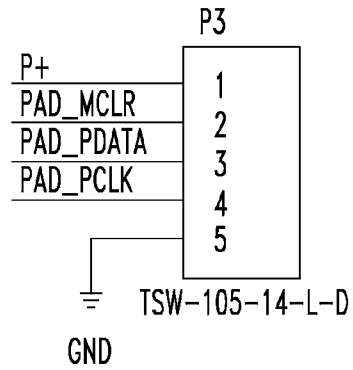 P3
P+
PAD_MCLR
PAD_PDATA
PAD_PCLK
1
2
3
4
5
TSW-105-14-L-D
GND